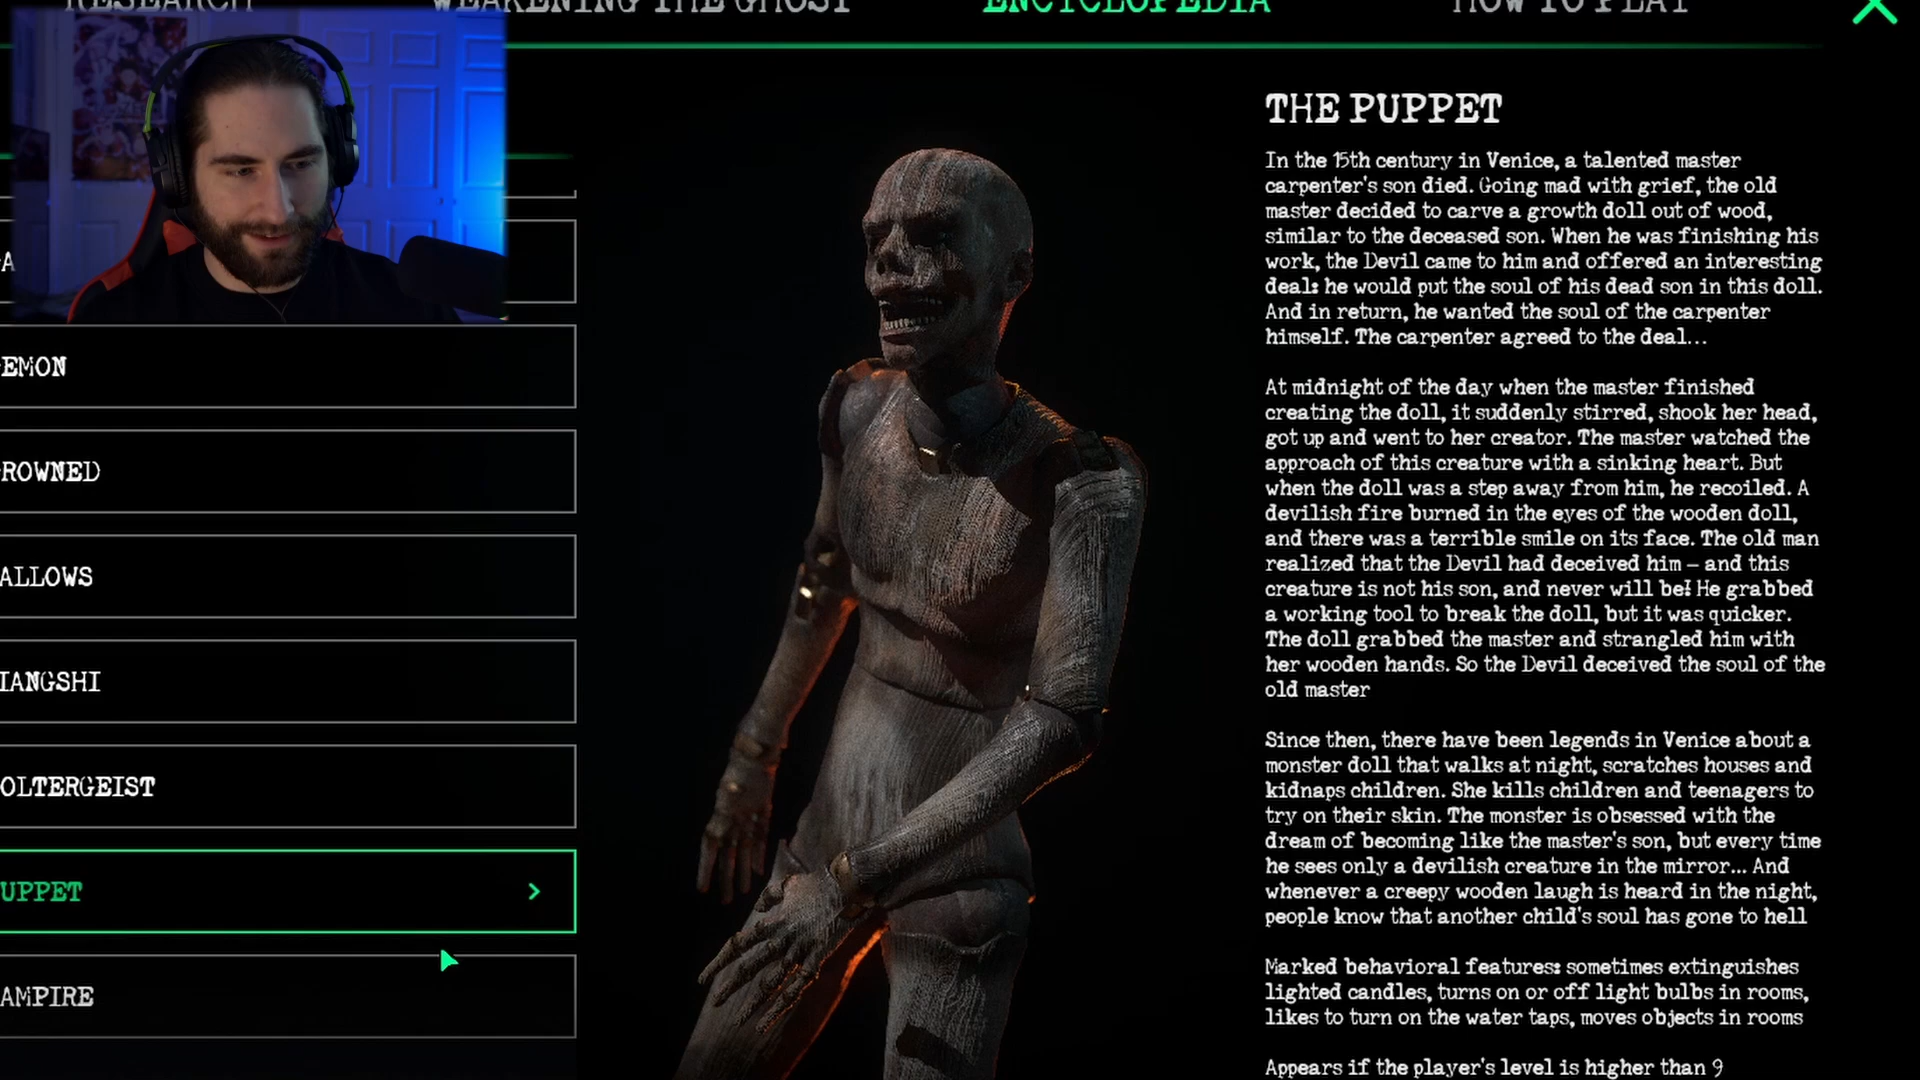 RESEARCH
WEAKENING THE GHOST
ENCYCLOPEDIA
HOW TO PLAY
A
EMON
ROWNED
ALLOWS
IANGSHI
OLTERGEIST
UPPET
AMPIRE
THE PUPPET
In the 15th century in Venice, a talented master
carpenter's son died. Going mad with grief, the old
master decided to carve a growth doll out of wood,
similar to the deceased son. When he was finishing his
work, the Devil came to him and offered an interesting
deal: he would put the soul of his dead son in this doll.
And in return, he wanted the soul of the carpenter
himself. The carpenter agreed to the deal...
At midnight of the day when the master finished
creating the doll, it suddenly stirred, shook her head,
got up and went to her creator. The master watched the
approach of this creature with a sinking heart. But
when the doll was a step away from him, he recoiled. A
devilish fire burned in the eyes of the wooden doll,
and there was a terrible smile on its face. The old man
realized that the Devil had deceived him – and this
creature is not his son, and never will be! He grabbed
a working tool to break the doll, but it was quicker.
The doll grabbed the master and strangled him with
her wooden hands. So the Devil deceived the soul of the
old master
Since then, there have been legends in Venice about a
monster doll that walks at night, scratches houses and
kidnaps children. She kills children and teenagers to
try on their skin. The monster is obsessed with the
dream of becoming like the master's son, but every time
he sees only a devilish creature in the mirror... And
whenever a creepy wooden laugh is heard in the night,
people know that another child's soul has gone to hell
Marked behavioral features: sometimes extinguishes
lighted candles, turns on or off light bulbs in rooms,
likes to turn on the water taps, moves objects in rooms
Appears if the player's level is higher than 9